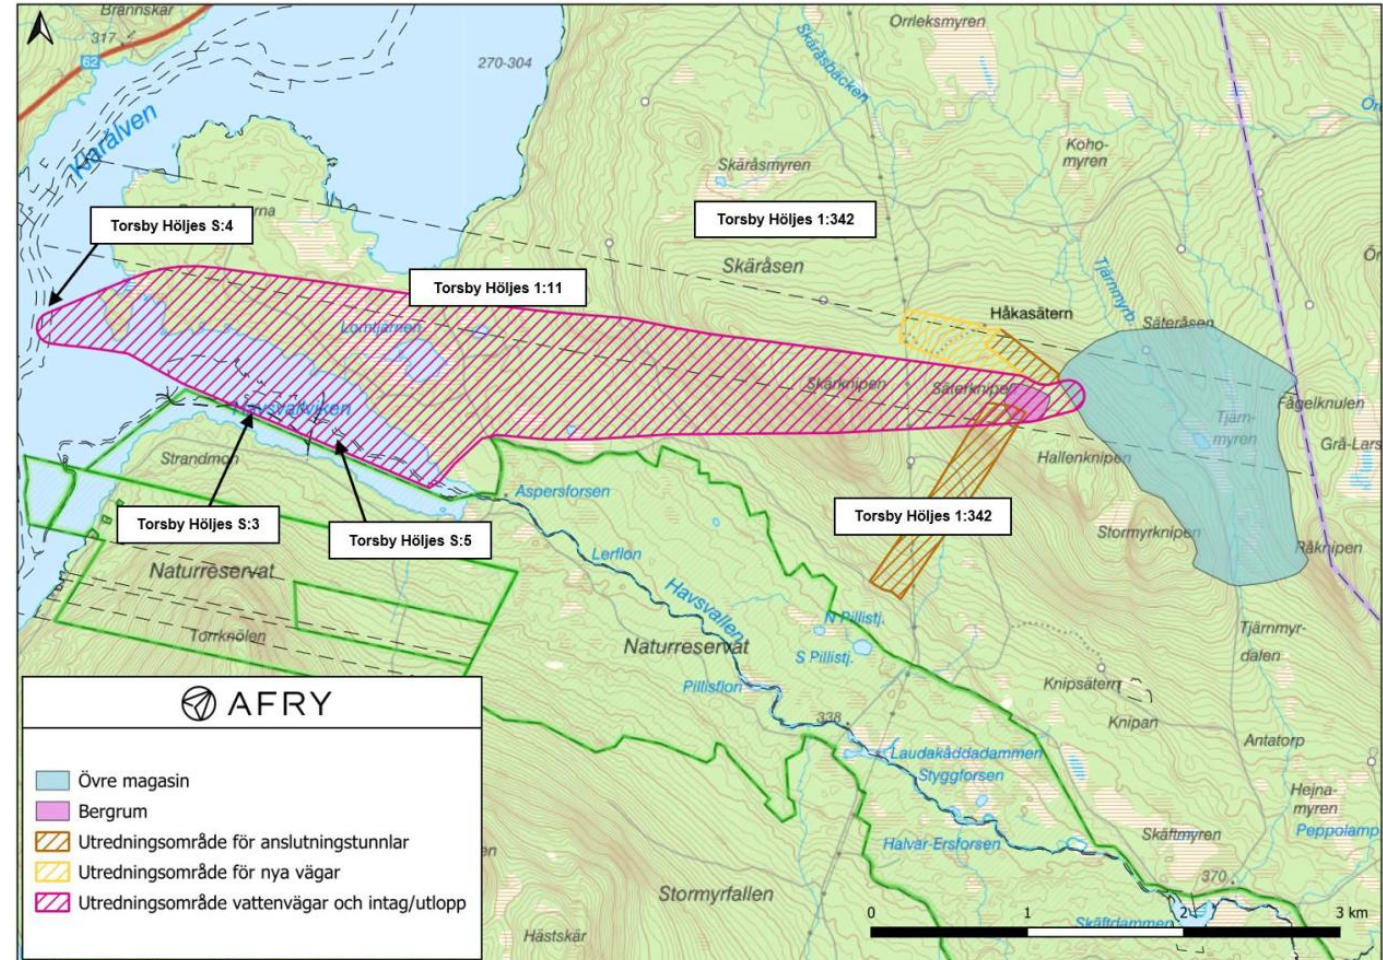 Brännskär
Orrleksmyren
317
62
270-304
Skäråsbäcken
Klarälven
Koho-
myren
Skäråsmyren
Torsby Höljes S:4
Torsby Höljes 1:342
Skäråsen
Tjärnmyrb.
Torsby Höljes 1:11
Håkasätern
Säteråsen
Lomtjärnen
Skärknipen
Säterknipen
Fågelknulen
Havsvallviken
Tjärn-
myren
Grå-Lars
Strandmon
Hallenknipen
Aspersforsen
Torsby Höljes S:3
Torsby Höljes S:5
Torsby Höljes 1:342
Stormyrknipen
Råknipen
Lerflon
Naturreservat
Havsvallen
N Pillistj.
Torrknölen
Naturreservat
S Pillistj.
Tjärnmyr-
dalen
Pillisflon
Knipsätern
338
Knipan
Laudakåddadammen
Antatorp
Styggforsen
Hejna-
myren
Halvar-Ersforsen
Skäftmyren
Peppolamp
370
Stormyrfallen
Skäftdammen
Hästskär
AFRY
Övre magasin
Bergrum
Utredningsområde för anslutningstunnlar
Utredningsområde för nya vägar
Utredningsområde vattenvägar och intag/utlopp
0 1 2 3 km